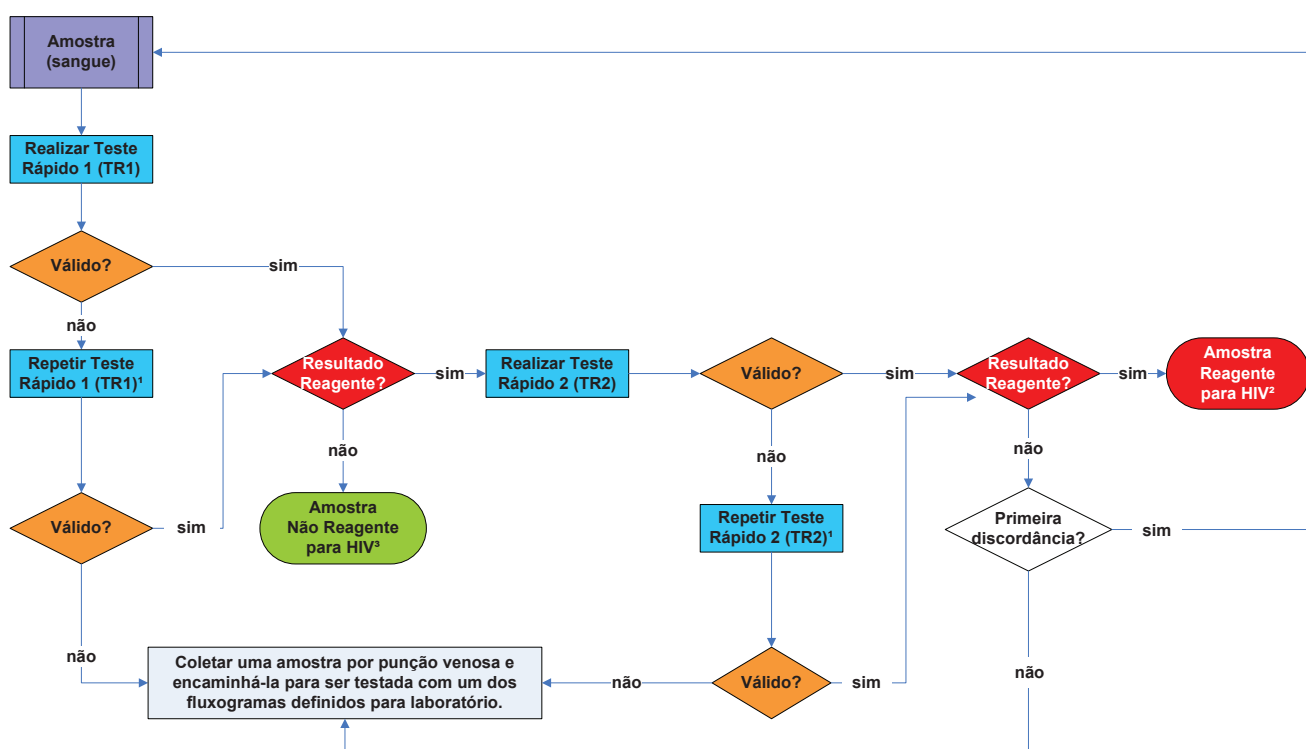 Amostra
(sangue)
Realizar Teste
Rápido 1 (TR1)
Válido?
sim
não
Repetir Teste
Rápido 1 (TR1)¹
Resultado
Reagente?
sim
Realizar Teste
Rápido 2 (TR2)
Válido?
sim
Resultado
Reagente?
sim
Amostra
Reagente
para HIV²
não
não
não
Válido?
sim
Amostra
Não Reagente
para HIV³
Repetir Teste
Rápido 2 (TR2)¹
Primeira
discordância?
sim
não
Coletar uma amostra por punção venosa e
encaminhá-la para ser testada com um dos
fluxogramas definidos para laboratório.
não
Válido?
sim
não